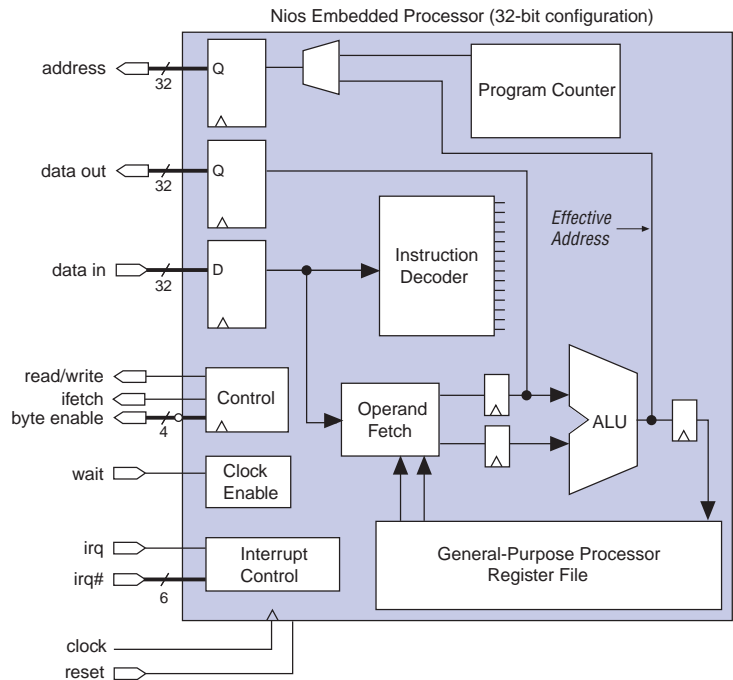 Nios Embedded Processor (32-bit configuration)
address
32
Q
Program Counter
data out
32
Q
Effective
Address
data in
32
D
Instruction
Decoder
read/write
ifetch
byte enable
4
Control
Operand
Fetch
ALU
wait
Clock
Enable
irq
irq#
6
Interrupt
Control
General-Purpose Processor
Register File
clock
reset